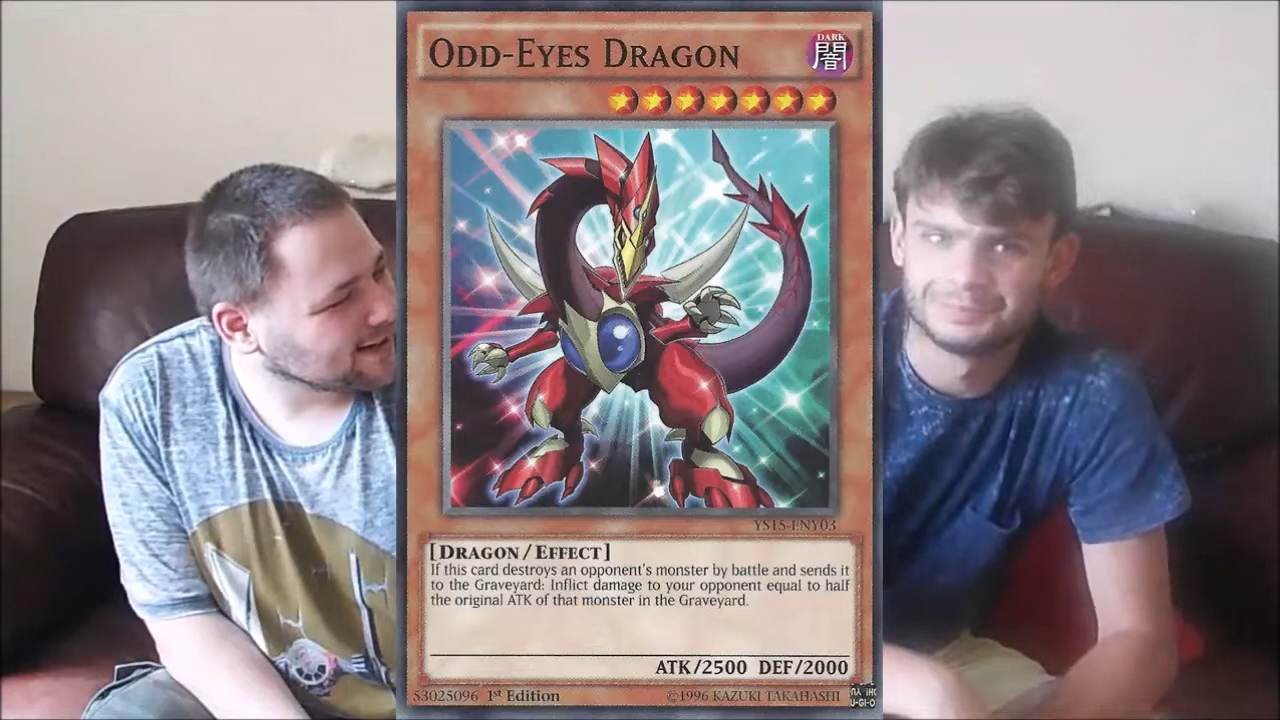 ODD-EYES DRAGON
DARK
闇
YS15-ENY03
[DRAGON/EFFECT]
If this card destroys an opponent's monster by battle and sends it
to the Graveyard: Inflict damage to your opponent equal to half
the original ATK of that monster in the Graveyard.
ATK/2500 DEF/2000
53025096 1st Edition ©1996 KAZUKI TAKAHASHI